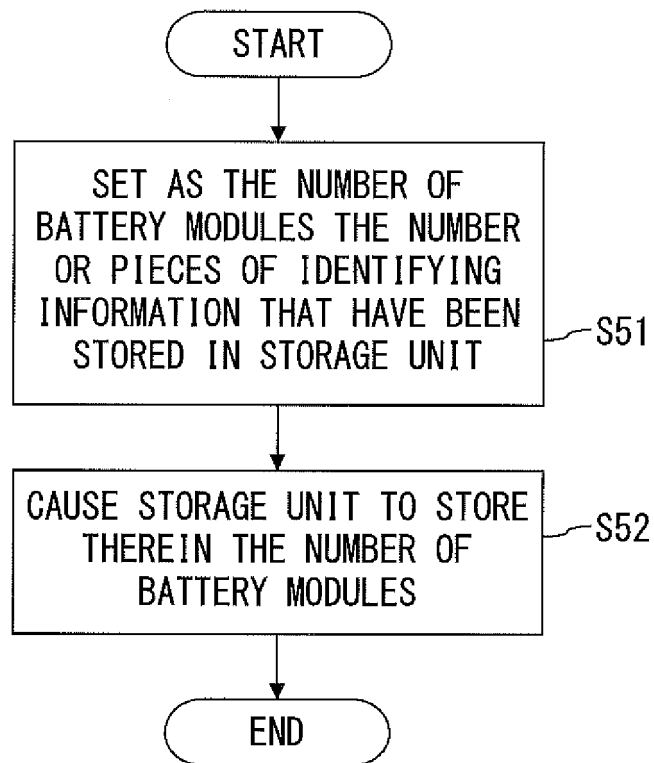 START
SET AS THE NUMBER OF
BATTERY MODULES THE NUMBER
OR PIECES OF IDENTIFYING
INFORMATION THAT HAVE BEEN
STORED IN STORAGE UNIT
S51
CAUSE STORAGE UNIT TO STORE
THEREIN THE NUMBER OF
BATTERY MODULES
S52
END